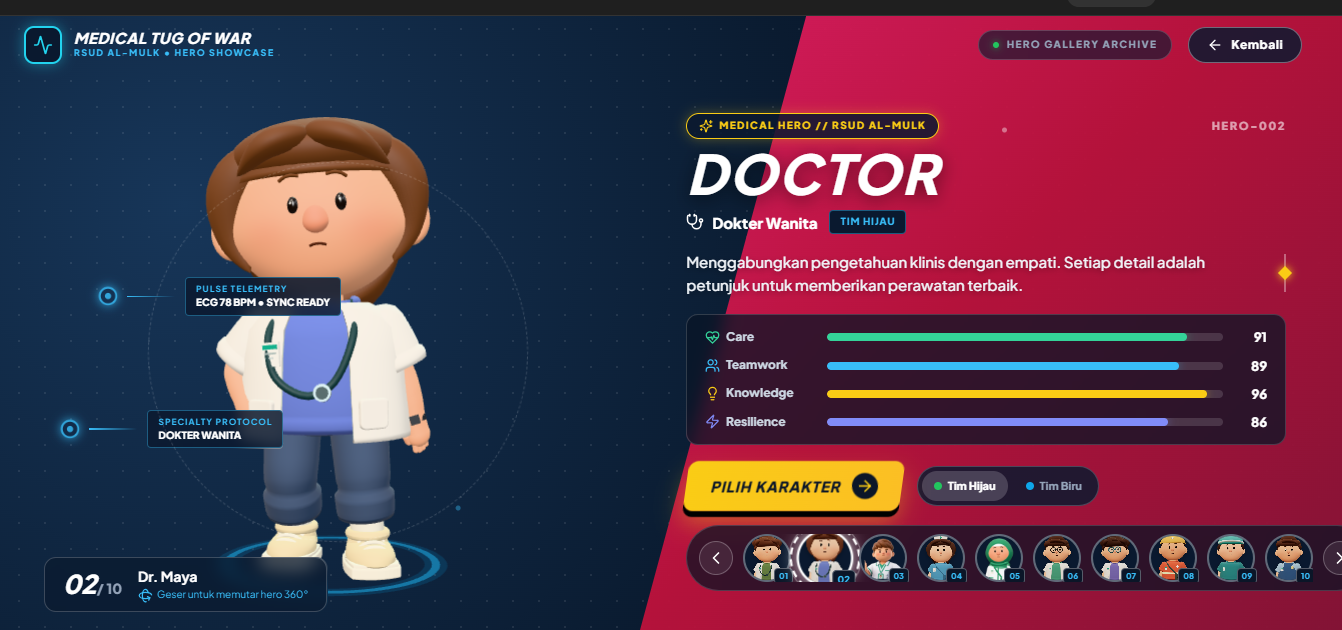 MEDICAL TUG OF WAR
RSUD AL-MULK • HERO SHOWCASE
HERO GALLERY ARCHIVE
Kembali
MEDICAL HERO // RSUD AL-MULK
HERO-002
DOCTOR
Dokter Wanita
TIM HIJAU
Menggabungkan pengetahuan klinis dengan empati. Setiap detail adalah
petunjuk untuk memberikan perawatan terbaik.
PULSE TELEMETRY
ECG 78 BPM • SYNC READY
SPECIALTY PROTOCOL
DOKTER WANITA
Care 91
Teamwork 89
Knowledge 96
Resilience 86
PILIH KARAKTER
Tim Hijau
Tim Biru
01 02 03 04 05 06 07 08 09 10
02 / 10
Dr. Maya
Geser untuk memutar hero 360°